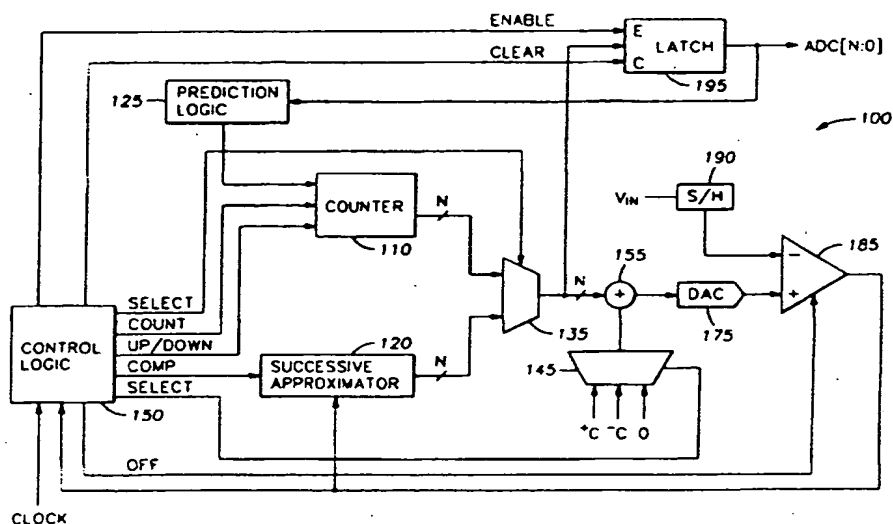 ENABLE
E
LATCH
C
195
ADC[N:0]
CLEAR
125
PREDICTION
LOGIC
100
190
VIN
S/H
COUNTER
110
N
185
−
+
155
N
+
DAC
175
135
SELECT
COUNT
UP/DOWN
COMP
SELECT
CONTROL
LOGIC
150
120
SUCCESSIVE
APPROXIMATOR
N
145
+C −C 0
OFF
CLOCK